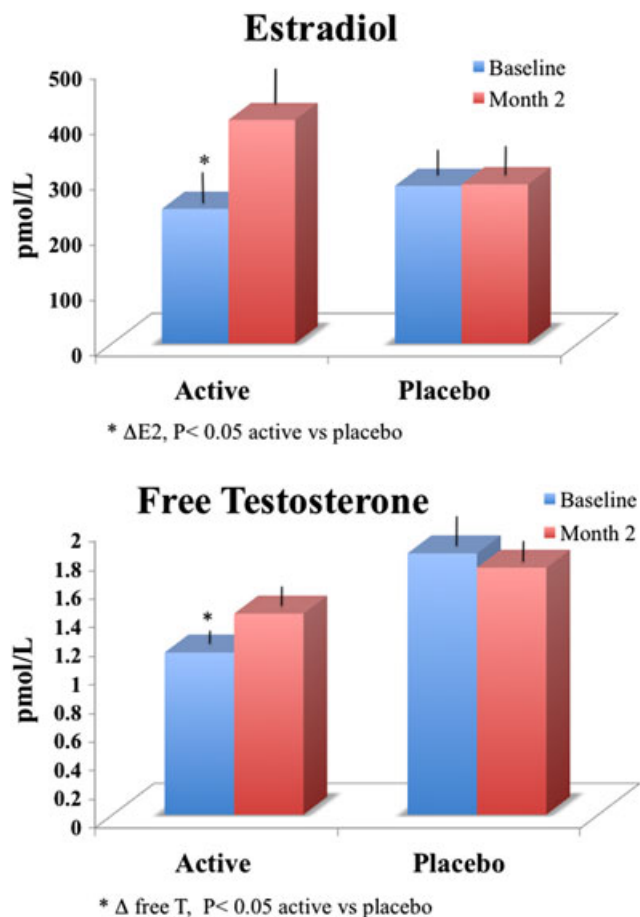 Estradiol
Baseline
Month 2
500
400
300
200
100
0
pmol/L
*
Active Placebo
* ΔE2, P< 0.05 active vs placebo
Free Testosterone
Baseline
Month 2
2
1.8
1.6
1.4
1.2
1
0.8
0.6
0.4
0.2
0
pmol/L
*
Active Placebo
* Δ free T, P< 0.05 active vs placebo